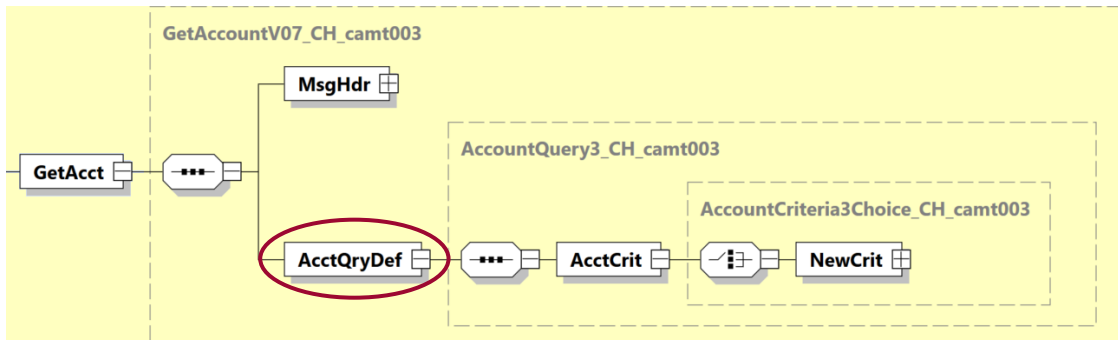 GetAccountV07_CH_camt003
MsgHdr
AccountQuery3_CH_camt003
GetAcct
AccountCriteria3Choice_CH_camt003
AcctQryDef
AcctCrit
NewCrit